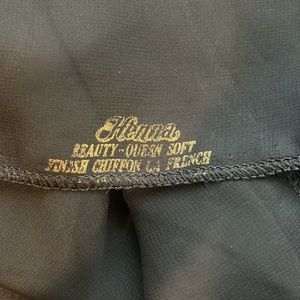 Henna
BEAUTY-QUEEN SOFT
FINISH CHIFFON LA FRENCH